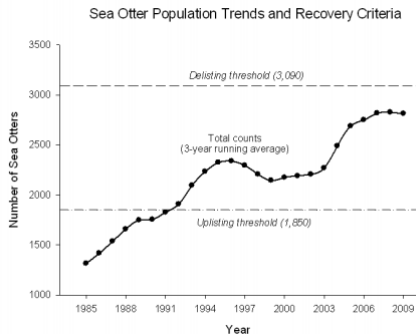 Sea Otter Population Trends and Recovery Criteria
3500
Delisting threshold (3,090)
3000
Total counts
(3-year running average)
2500
Number of Sea Otters
2000
Uplisting threshold (1,850)
1500
1000
1985 1988 1991 1994 1997 2000 2003 2006 2009
Year